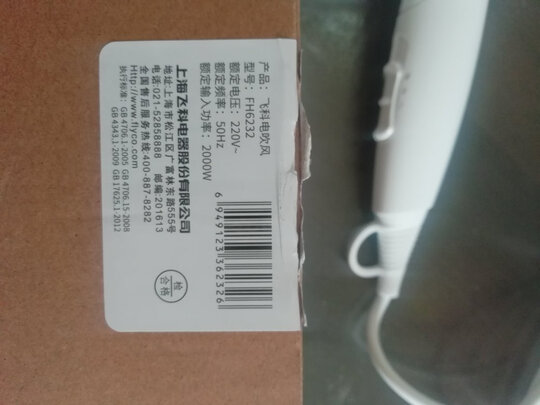 产品：飞科电吹风
型号：FH6232
额定电压：220V~
额定频率：50Hz
额定输入功率：2000W
6 949123 362326
上海飞科电器股份有限公司
地址:上海市松江区广富林东路555号
电话:021-52858888 邮编:201613
全国售后服务热线:400-887-8282
Http://www.flyco.com
执行标准：GB 4706.1-2005 GB 4706.15-2008
GB 4343.1-2009 GB 17625.1-2012
检
合格